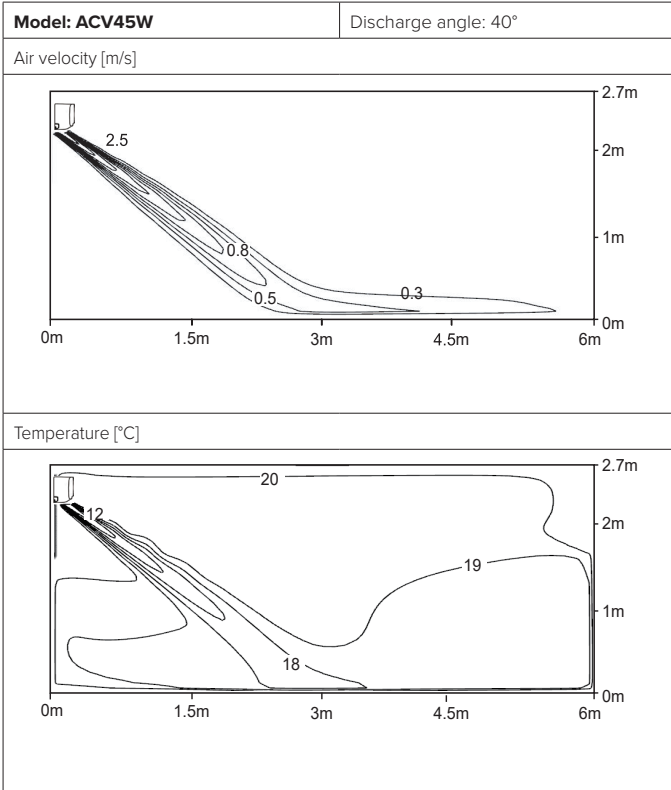 Model: ACV45W Discharge angle: 40°
Air velocity [m/s]
2.7m
2.5
2m
1m
0.8
0.5
0.3
0m
0m 1.5m 3m 4.5m 6m
Temperature [°C]
2.7m
20
12
2m
19
1m
18
0m
0m 1.5m 3m 4.5m 6m